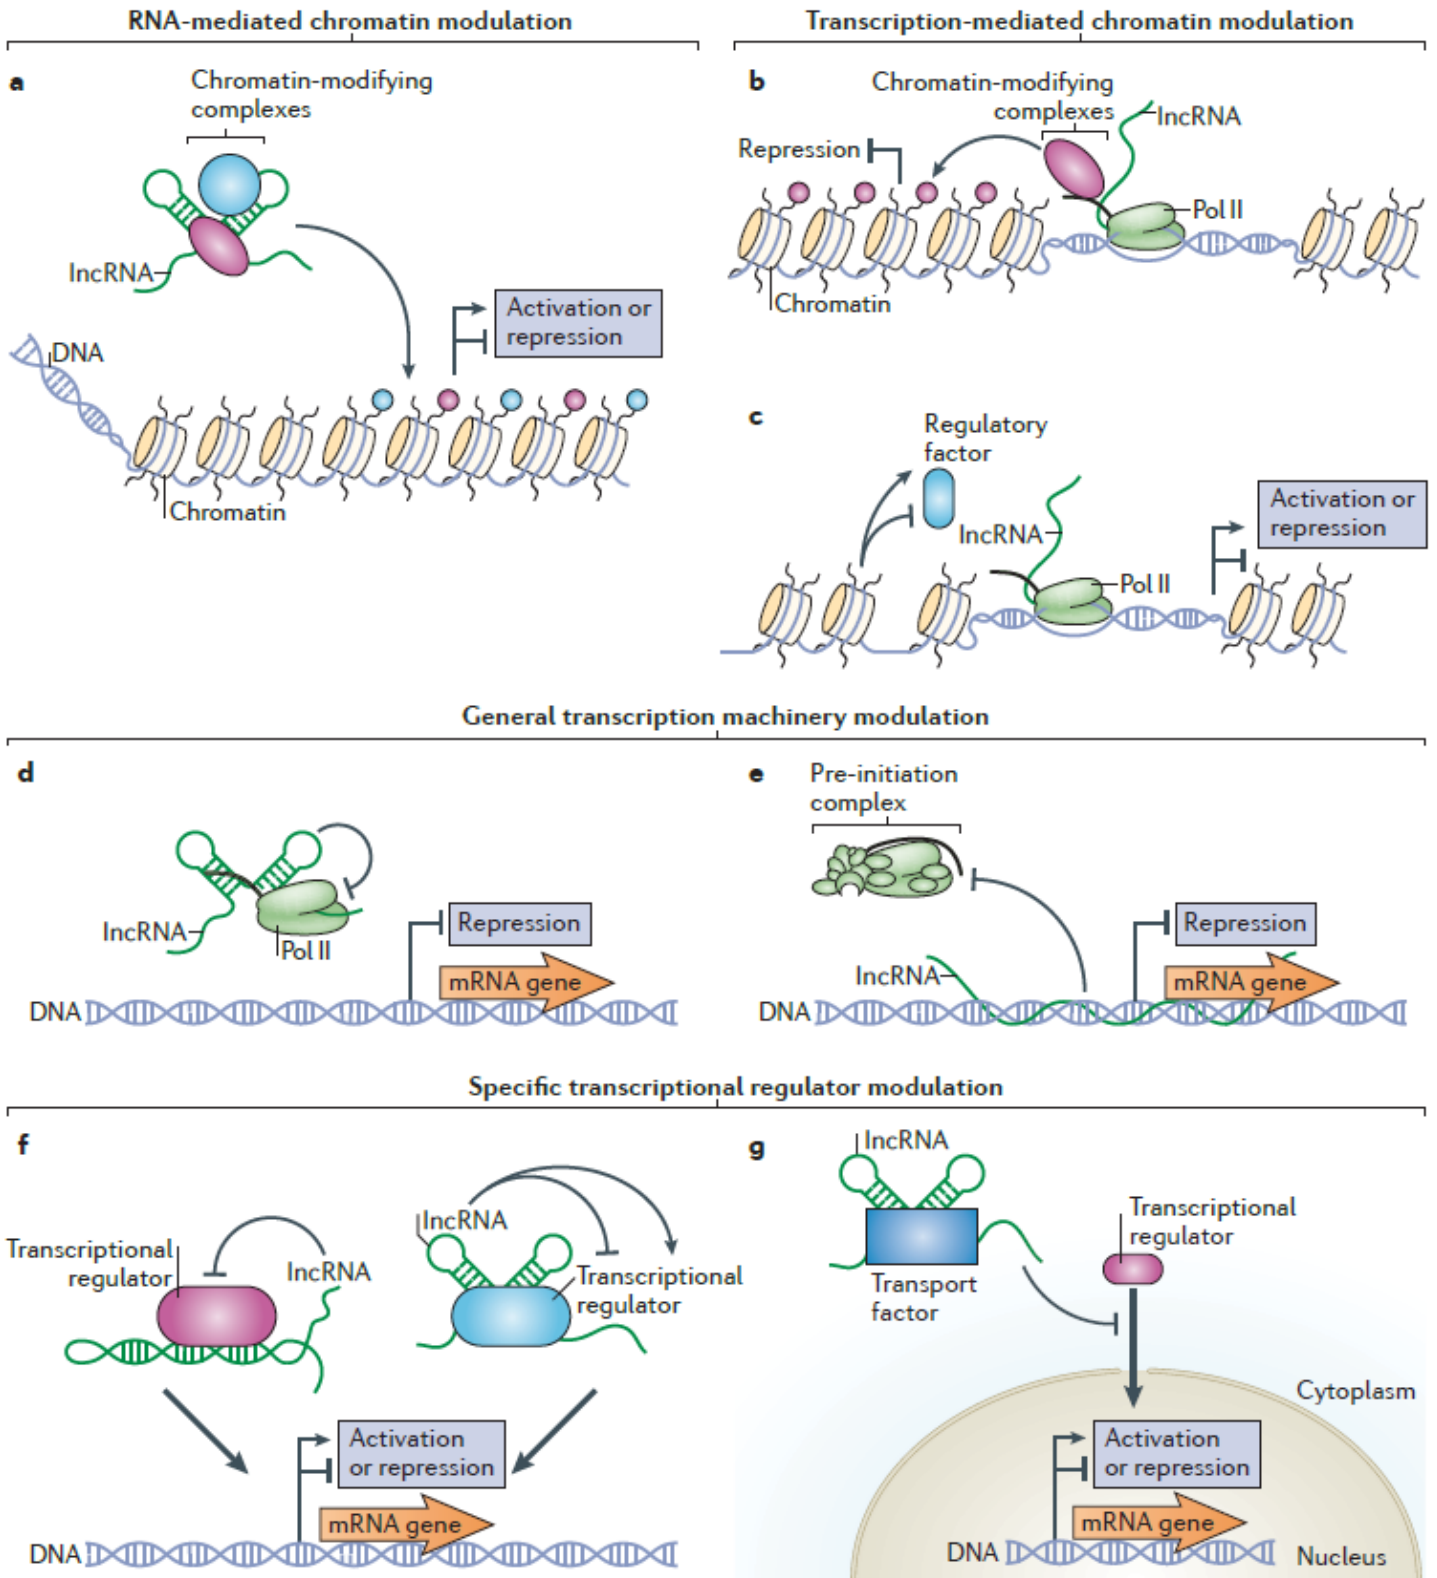 RNA-mediated chromatin modulation
Transcription-mediated chromatin modulation
a
Chromatin-modifying
complexes
lncRNA
DNA
Activation or
repression
Chromatin
b
Chromatin-modifying
complexes
lncRNA
Repression
Pol II
Chromatin
c
Regulatory
factor
lncRNA
Pol II
Activation or
repression
General transcription machinery modulation
d
lncRNA
Pol II
Repression
mRNA gene
DNA
e
Pre-initiation
complex
lncRNA
Repression
mRNA gene
DNA
Specific transcriptional regulator modulation
f
Transcriptional
regulator
lncRNA
lncRNA
Transcriptional
regulator
Activation
or repression
mRNA gene
DNA
g
lncRNA
Transport
factor
Transcriptional
regulator
Cytoplasm
Activation
or repression
mRNA gene
DNA
Nucleus